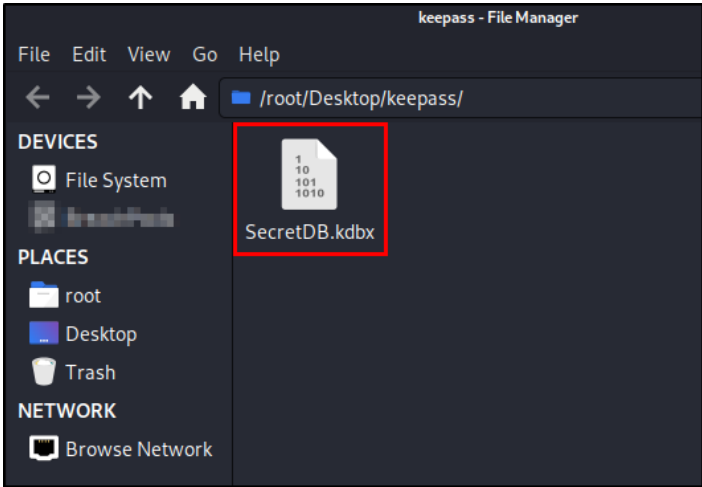 keepass - File Manager
File Edit View Go Help
/root/Desktop/keepass/
DEVICES
File System
PLACES
root
Desktop
Trash
NETWORK
Browse Network
1
10
101
1010
SecretDB.kdbx